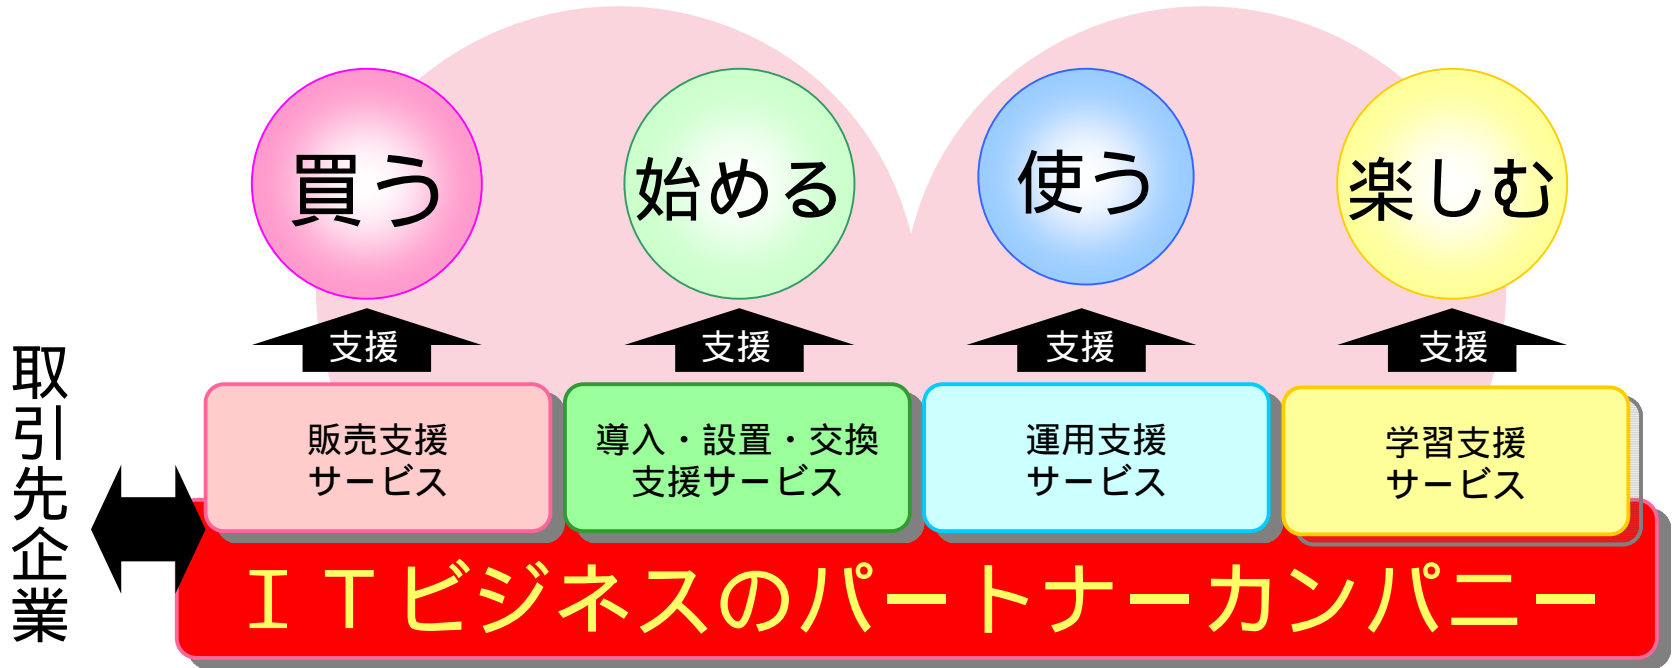 買う
始める
使う
楽しむ
支援
支援
支援
支援
取引先企業
販売支援
サービス
導入・設置・交換
支援サービス
運用支援
サービス
学習支援
サービス
ＩＴビジネスのパートナーカンパニー